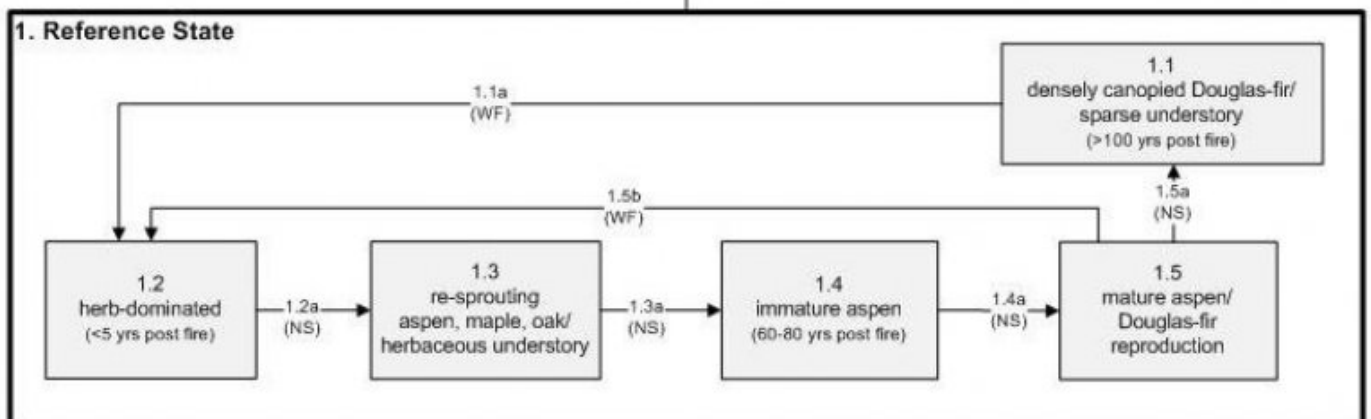 1. Reference State
1.1
densely canopied Douglas-fir/
sparse understory
(>100 yrs post fire)
1.1a
(WF)
1.5a
(NS)
1.5b
(WF)
1.2
herb-dominated
(<5 yrs post fire)
1.2a
(NS)
1.3
re-sprouting
aspen, maple, oak/
herbaceous understory
1.3a
(NS)
1.4
immature aspen
(60-80 yrs post fire)
1.4a
(NS)
1.5
mature aspen/
Douglas-fir
reproduction